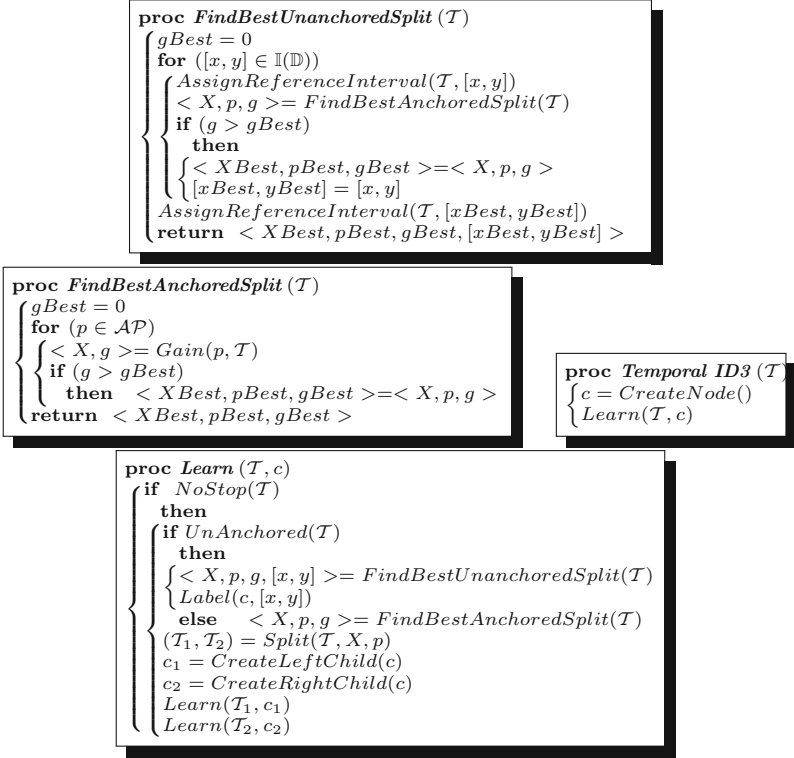 proc FindBestUnanchoredSplit (𝒯)
gBest = 0
for ([x, y] ∈ 𝕀(𝔻))
AssignReferenceInterval(𝒯, [x, y])
< X, p, g >= FindBestAnchoredSplit(𝒯)
if (g > gBest)
then
< XBest, pBest, gBest >=< X, p, g >
[xBest, yBest] = [x, y]
AssignReferenceInterval(𝒯, [xBest, yBest])
return < XBest, pBest, gBest, [xBest, yBest] >
proc FindBestAnchoredSplit (𝒯)
gBest = 0
for (p ∈ 𝒜𝒫)
< X, g >= Gain(p, 𝒯)
if (g > gBest)
then < XBest, pBest, gBest >=< X, p, g >
return < XBest, pBest, gBest >
proc Temporal ID3 (𝒯)
c = CreateNode()
Learn(𝒯, c)
proc Learn (𝒯, c)
if NoStop(𝒯)
then
if UnAnchored(𝒯)
then
< X, p, g, [x, y] >= FindBestUnanchoredSplit(𝒯)
Label(c, [x, y])
else < X, p, g >= FindBestAnchoredSplit(𝒯)
(𝒯₁, 𝒯₂) = Split(𝒯, X, p)
c₁ = CreateLeftChild(c)
c₂ = CreateRightChild(c)
Learn(𝒯₁, c₁)
Learn(𝒯₂, c₂)